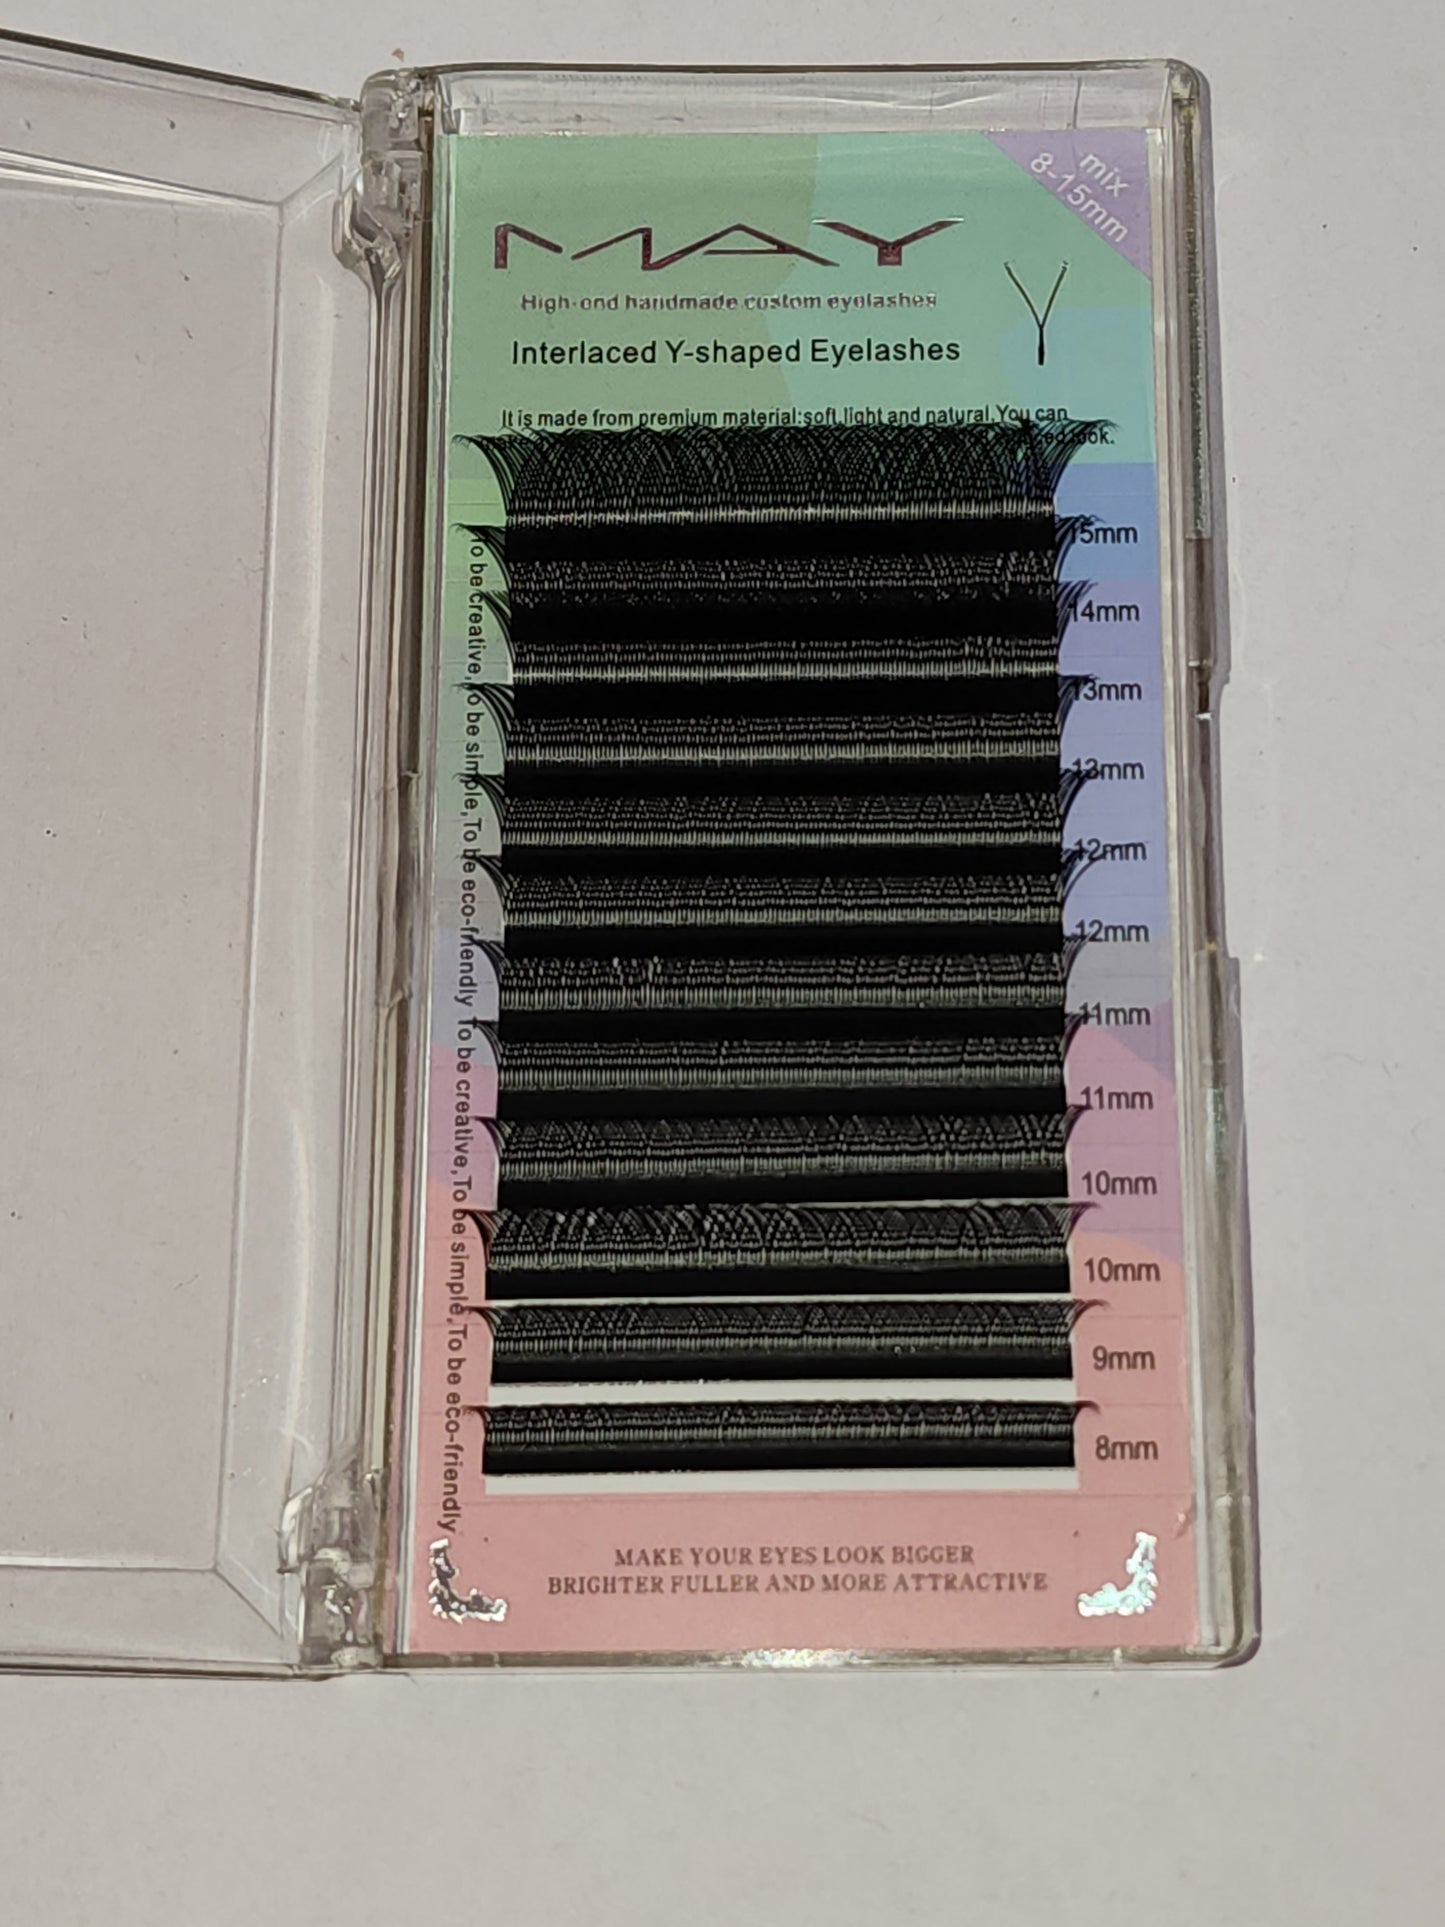 mix
8-15mm
MAY
High-end handmade custom eyelashes
Interlaced Y-shaped Eyelashes
It is made from premium material:soft,light and natural.You can
look.
15mm
14mm
13mm
13mm
12mm
12mm
11mm
11mm
10mm
10mm
9mm
8mm
To be creative,To be simple,To be eco-friendly To be creative,To be simple,To be eco-friendly
MAKE YOUR EYES LOOK BIGGER
BRIGHTER FULLER AND MORE ATTRACTIVE